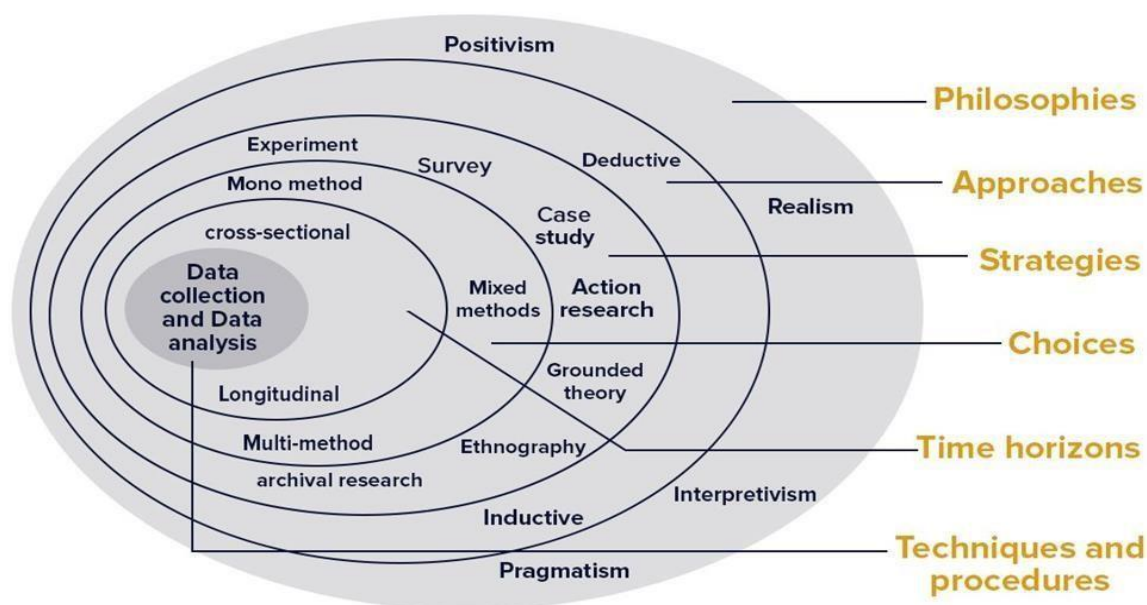 Positivism
Philosophies
Experiment
Survey
Deductive
Approaches
Mono method
Realism
Case
study
cross-sectional
Strategies
Data
collection
and Data
analysis
Mixed
methods
Action
research
Choices
Grounded
theory
Longitudinal
Multi-method
Ethnography
Time horizons
archival research
Interpretivism
Inductive
Techniques and
procedures
Pragmatism